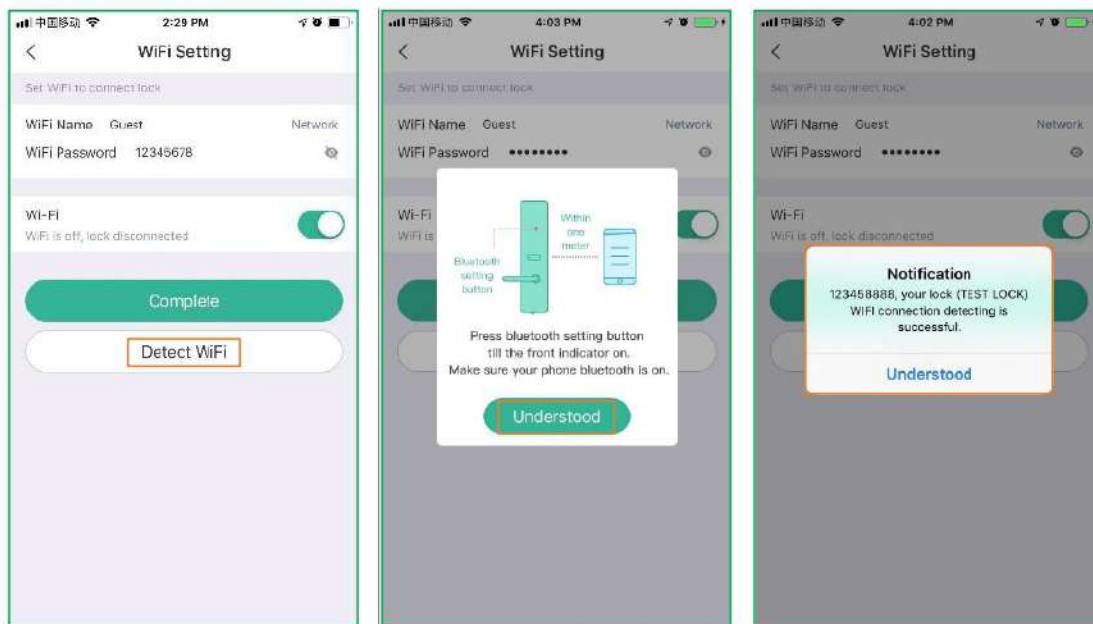 中国移动 2:29 PM
WiFi Setting
Set WiFi to connect lock
WiFi Name Guest Network
WiFi Password 12345678
Wi-Fi
WiFi is off, lock disconnected
Complete
Detect WiFi
中国移动 4:03 PM
WiFi Setting
Set WiFi to connect lock
WiFi Name Guest Network
WiFi Password ••••••••
Wi-Fi
WiFi is
Within
one
meter
Bluetooth
setting
button
Press bluetooth setting button
till the front indicator on.
Make sure your phone bluetooth is on.
Understood
中国移动 4:02 PM
WiFi Setting
Set WiFi to connect lock
WiFi Name Guest Network
WiFi Password ••••••••
Wi-Fi
WiFi is off, lock disconnected
Notification
123458888, your lock (TEST LOCK)
WIFI connection detecting is
successful.
Understood